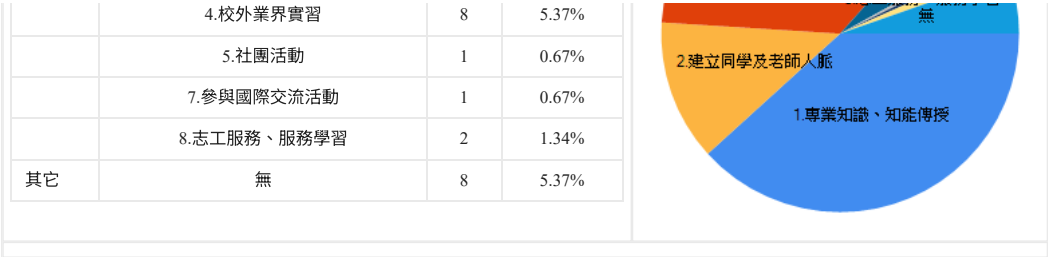 4.校外業界實習 8 5.37%
5.社團活動 1 0.67%
7.參與國際交流活動 1 0.67%
8.志工服務、服務學習 2 1.34%
其它 無 8 5.37%
無
2.建立同學及老師人脈
1.專業知識、知能傳授